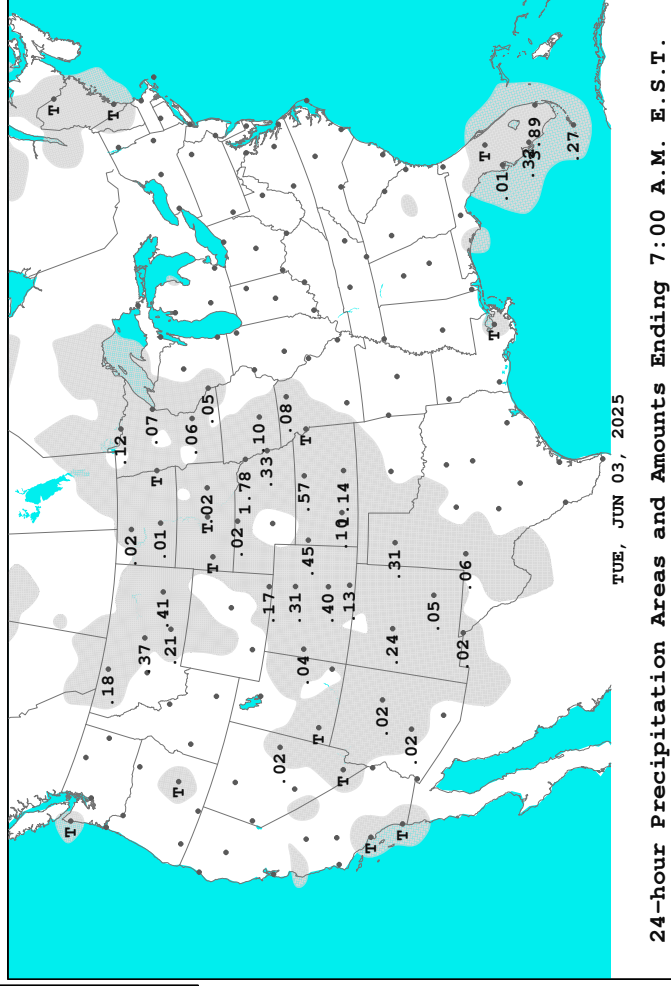 T
T
.18
T
.12
.02
.37
.07
T
.01
.41
.21
T
.06
T
.02
.05
T
.02
1.78
.10
.33
.17
.02
.08
.31
.04
.57
T
.45
T
.40
.10
.14
T
.13
T
.02
.24
.31
T
.02
.05
.02
.06
T
T
.01
.32
3.89
.27
TUE, JUN 03, 2025
24-hour Precipitation Areas and Amounts Ending 7:00 A.M. E.S.T.